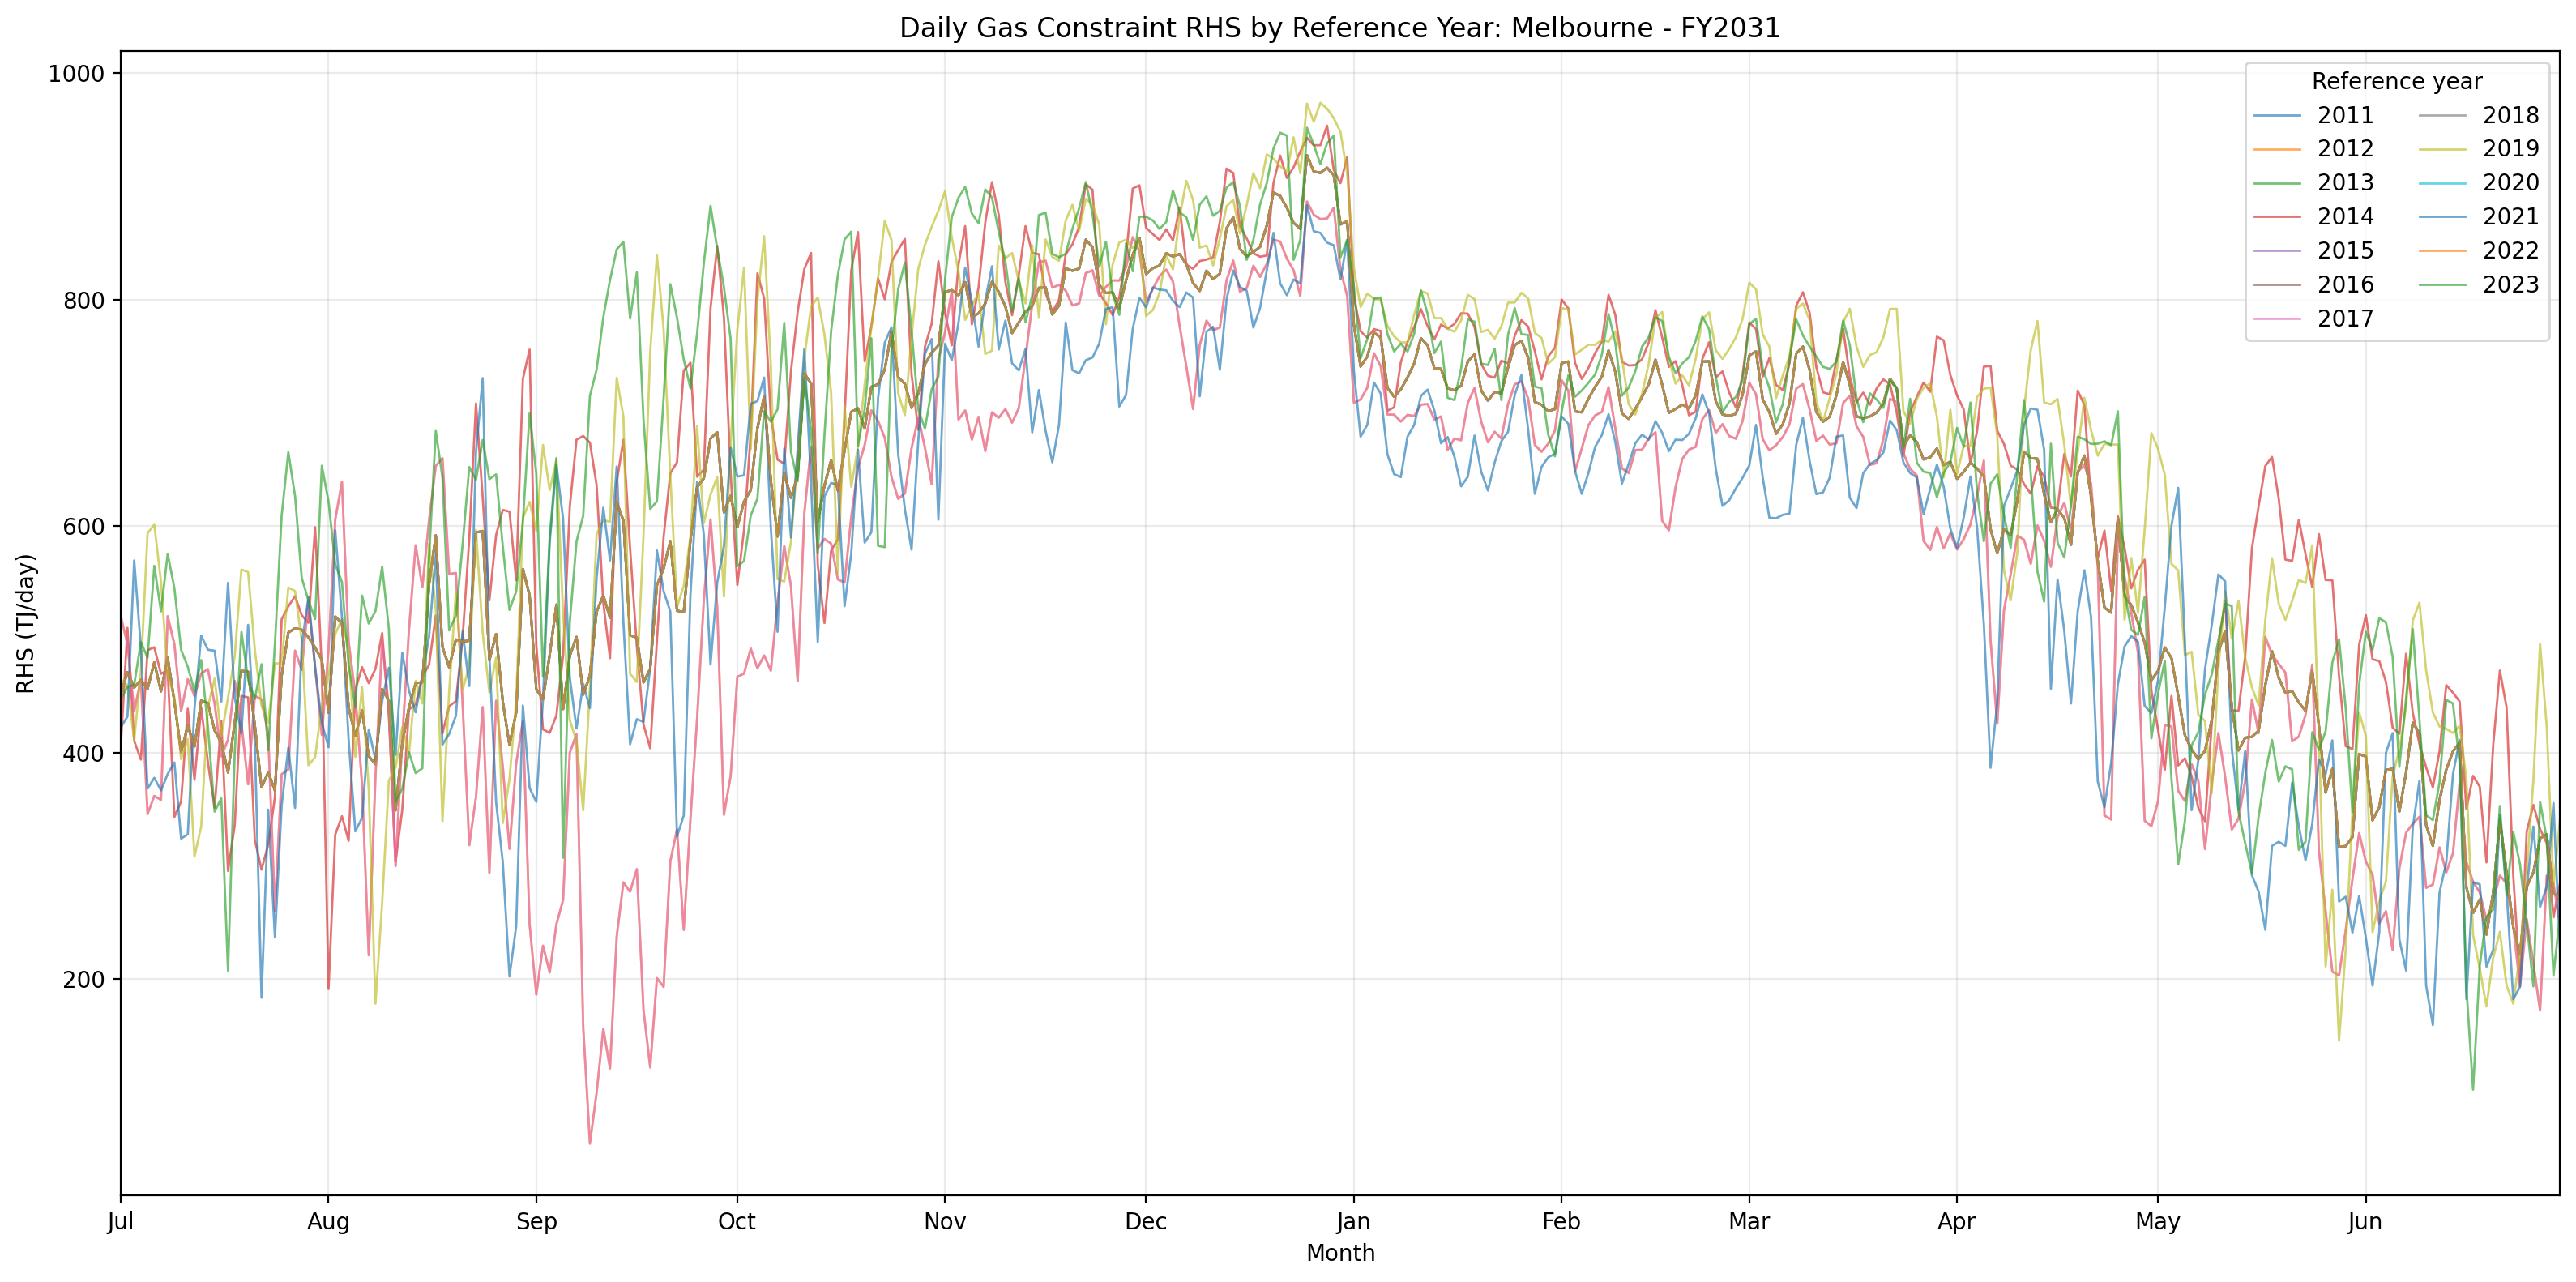 Daily Gas Constraint RHS by Reference Year: Melbourne - FY2031
1000
800
600
400
200
RHS (TJ/day)
Reference year
2011
2012
2013
2014
2015
2016
2017
2018
2019
2020
2021
2022
2023
Jul
Aug
Sep
Oct
Nov
Dec
Jan
Feb
Mar
Apr
May
Jun
Month